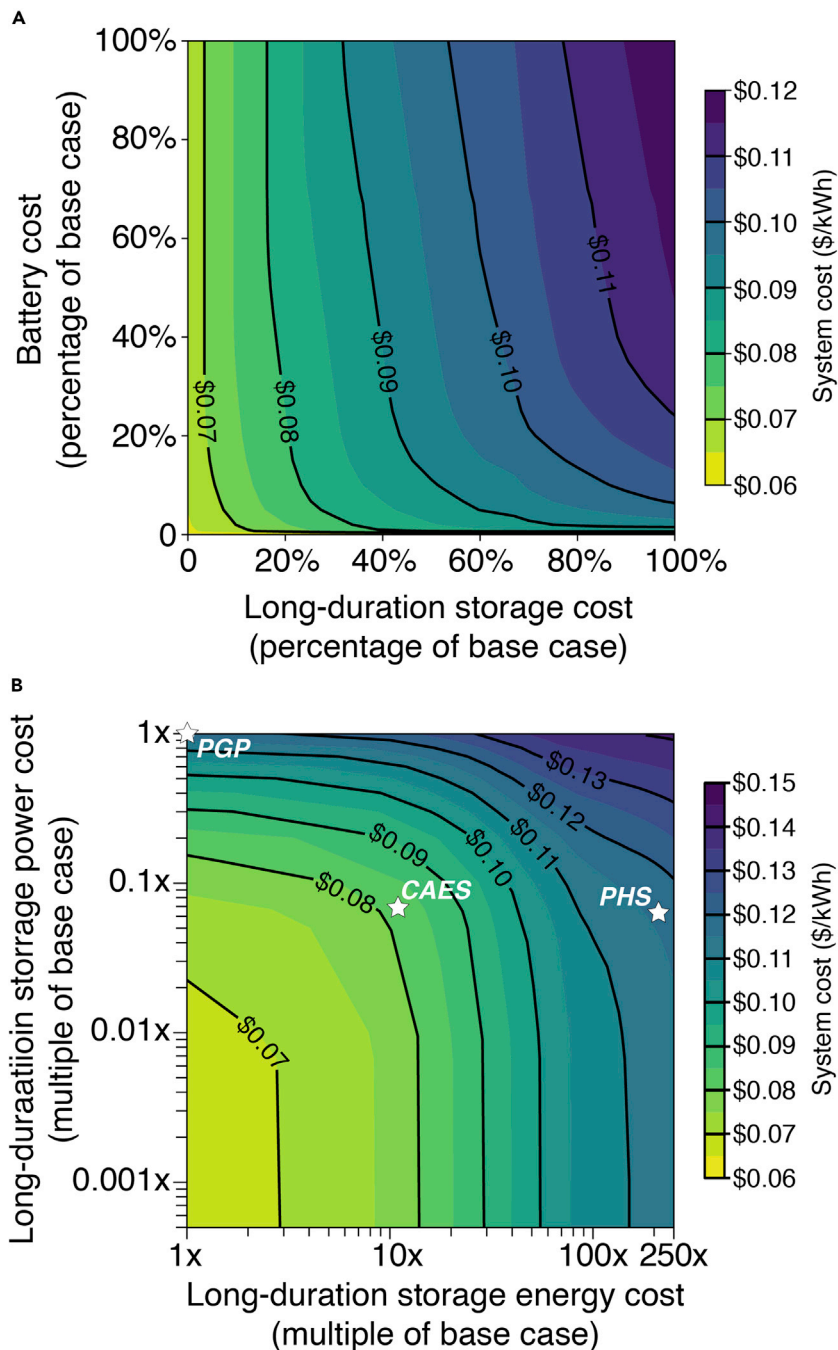 A
100%
80%
60%
40%
20%
0
Battery cost
(percentage of base case)
$0.07
$0.08
$0.09
$0.10
$0.11
0 20% 40% 60% 80% 100%
Long-duration storage cost
(percentage of base case)
$0.12
$0.11
$0.10
$0.09
$0.08
$0.07
$0.06
System cost ($/kWh)
B
1x
0.1x
0.01x
0.001x
Long-duraatiioin storrage power cost
(multiple of base case)
PGP
CAES
PHS
$0.13
$0.12
$0.11
$0.10
$0.09
$0.08
$0.07
1x 10x 100x 250x
Long-duration storage energy cost
(multiple of base case)
$0.15
$0.14
$0.13
$0.12
$0.11
$0.10
$0.09
$0.08
$0.07
$0.06
System cost ($/kWh)